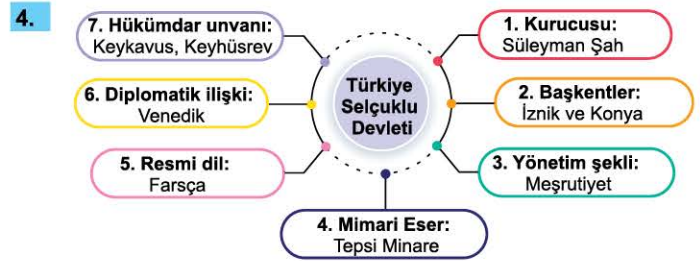 4.
7. Hükümdar unvanı:
Keykavus, Keyhüsrev
1. Kurucusu:
Süleyman Şah
6. Diplomatik ilişki:
Venedik
Türkiye
Selçuklu
Devleti
2. Başkentler:
İznik ve Konya
5. Resmi dil:
Farsça
3. Yönetim şekli:
Meşrutiyet
4. Mimari Eser:
Tepsi Minare